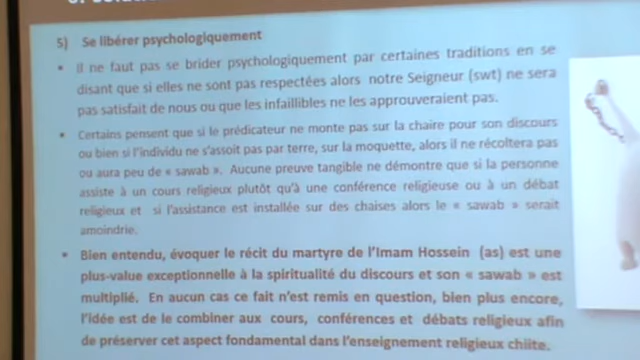 5) Se libérer psychologiquement
• Il ne faut pas se brider psychologiquement par certaines traditions en se
disant que si elles ne sont pas respectées alors notre Seigneur (swt) ne sera
pas satisfait de nous ou que les infaillibles ne les approuveraient pas.
• Certains pensent que si le prédicateur ne monte pas sur la chaire pour son discours
ou bien si l'individu ne s'assoit pas par terre, sur la moquette, alors il ne récoltera pas
ou aura peu de « sawab ». Aucune preuve tangible ne démontre que si la personne
assiste à un cours religieux plutôt qu'à une conférence religieuse ou à un débat
religieux et si l'assistance est installée sur des chaises alors le « sawab » serait
amoindrie.
• Bien entendu, évoquer le récit du martyre de l'Imam Hossein (as) est une
plus-value exceptionnelle à la spiritualité du discours et son « sawab » est
multiplié. En aucun cas ce fait n'est remis en question, bien plus encore,
l'idée est de le combiner aux cours, conférences et débats religieux afin
de préserver cet aspect fondamental dans l'enseignement religieux chiite.